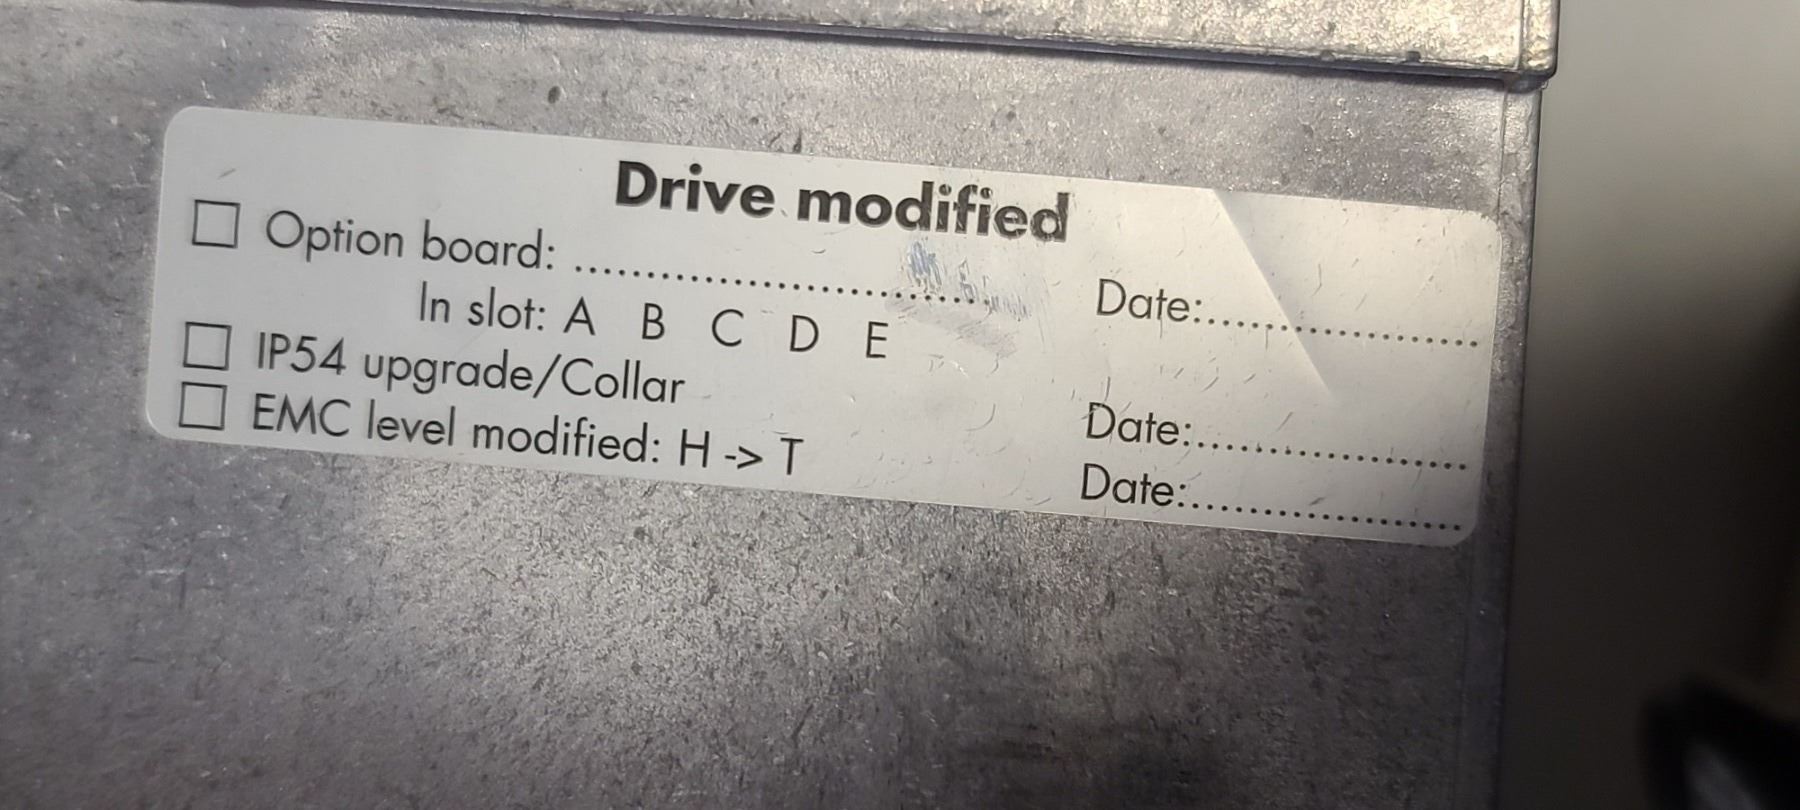 Drive modified
☐ Option board: .................................... Date:....................
In slot: A B C D E
☐ IP54 upgrade/Collar Date:....................
☐ EMC level modified: H -> T Date:....................